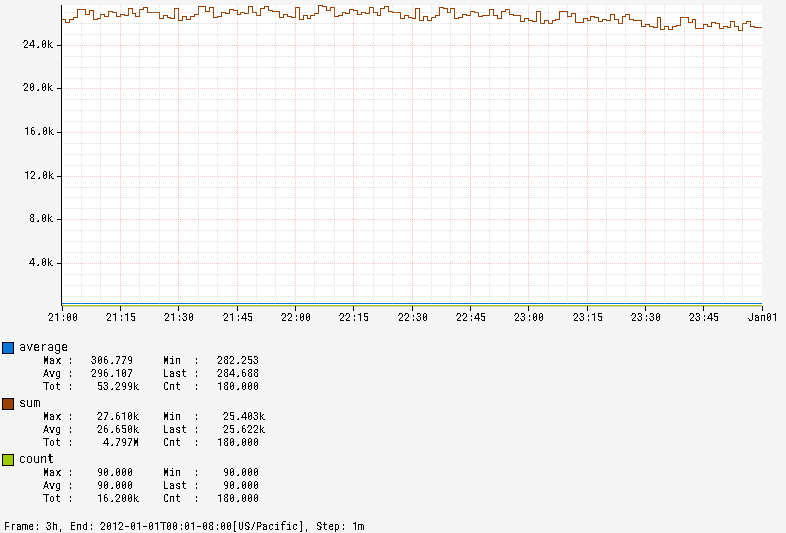 24.0k
20.0k
16.0k
12.0k
8.0k
4.0k
21:00 21:15 21:30 21:45 22:00 22:15 22:30 22:45 23:00 23:15 23:30 23:45 Jan01
average
Max : 306.779 Min : 282.253
Avg : 296.107 Last : 284.688
Tot : 53.299k Cnt : 180.000
sum
Max : 27.610k Min : 25.403k
Avg : 26.650k Last : 25.622k
Tot : 4.797M Cnt : 180.000
count
Max : 90.000 Min : 90.000
Avg : 90.000 Last : 90.000
Tot : 16.200k Cnt : 180.000
Frame: 3h, End: 2012-01-01T00:01-08:00[US/Pacific], Step: 1m